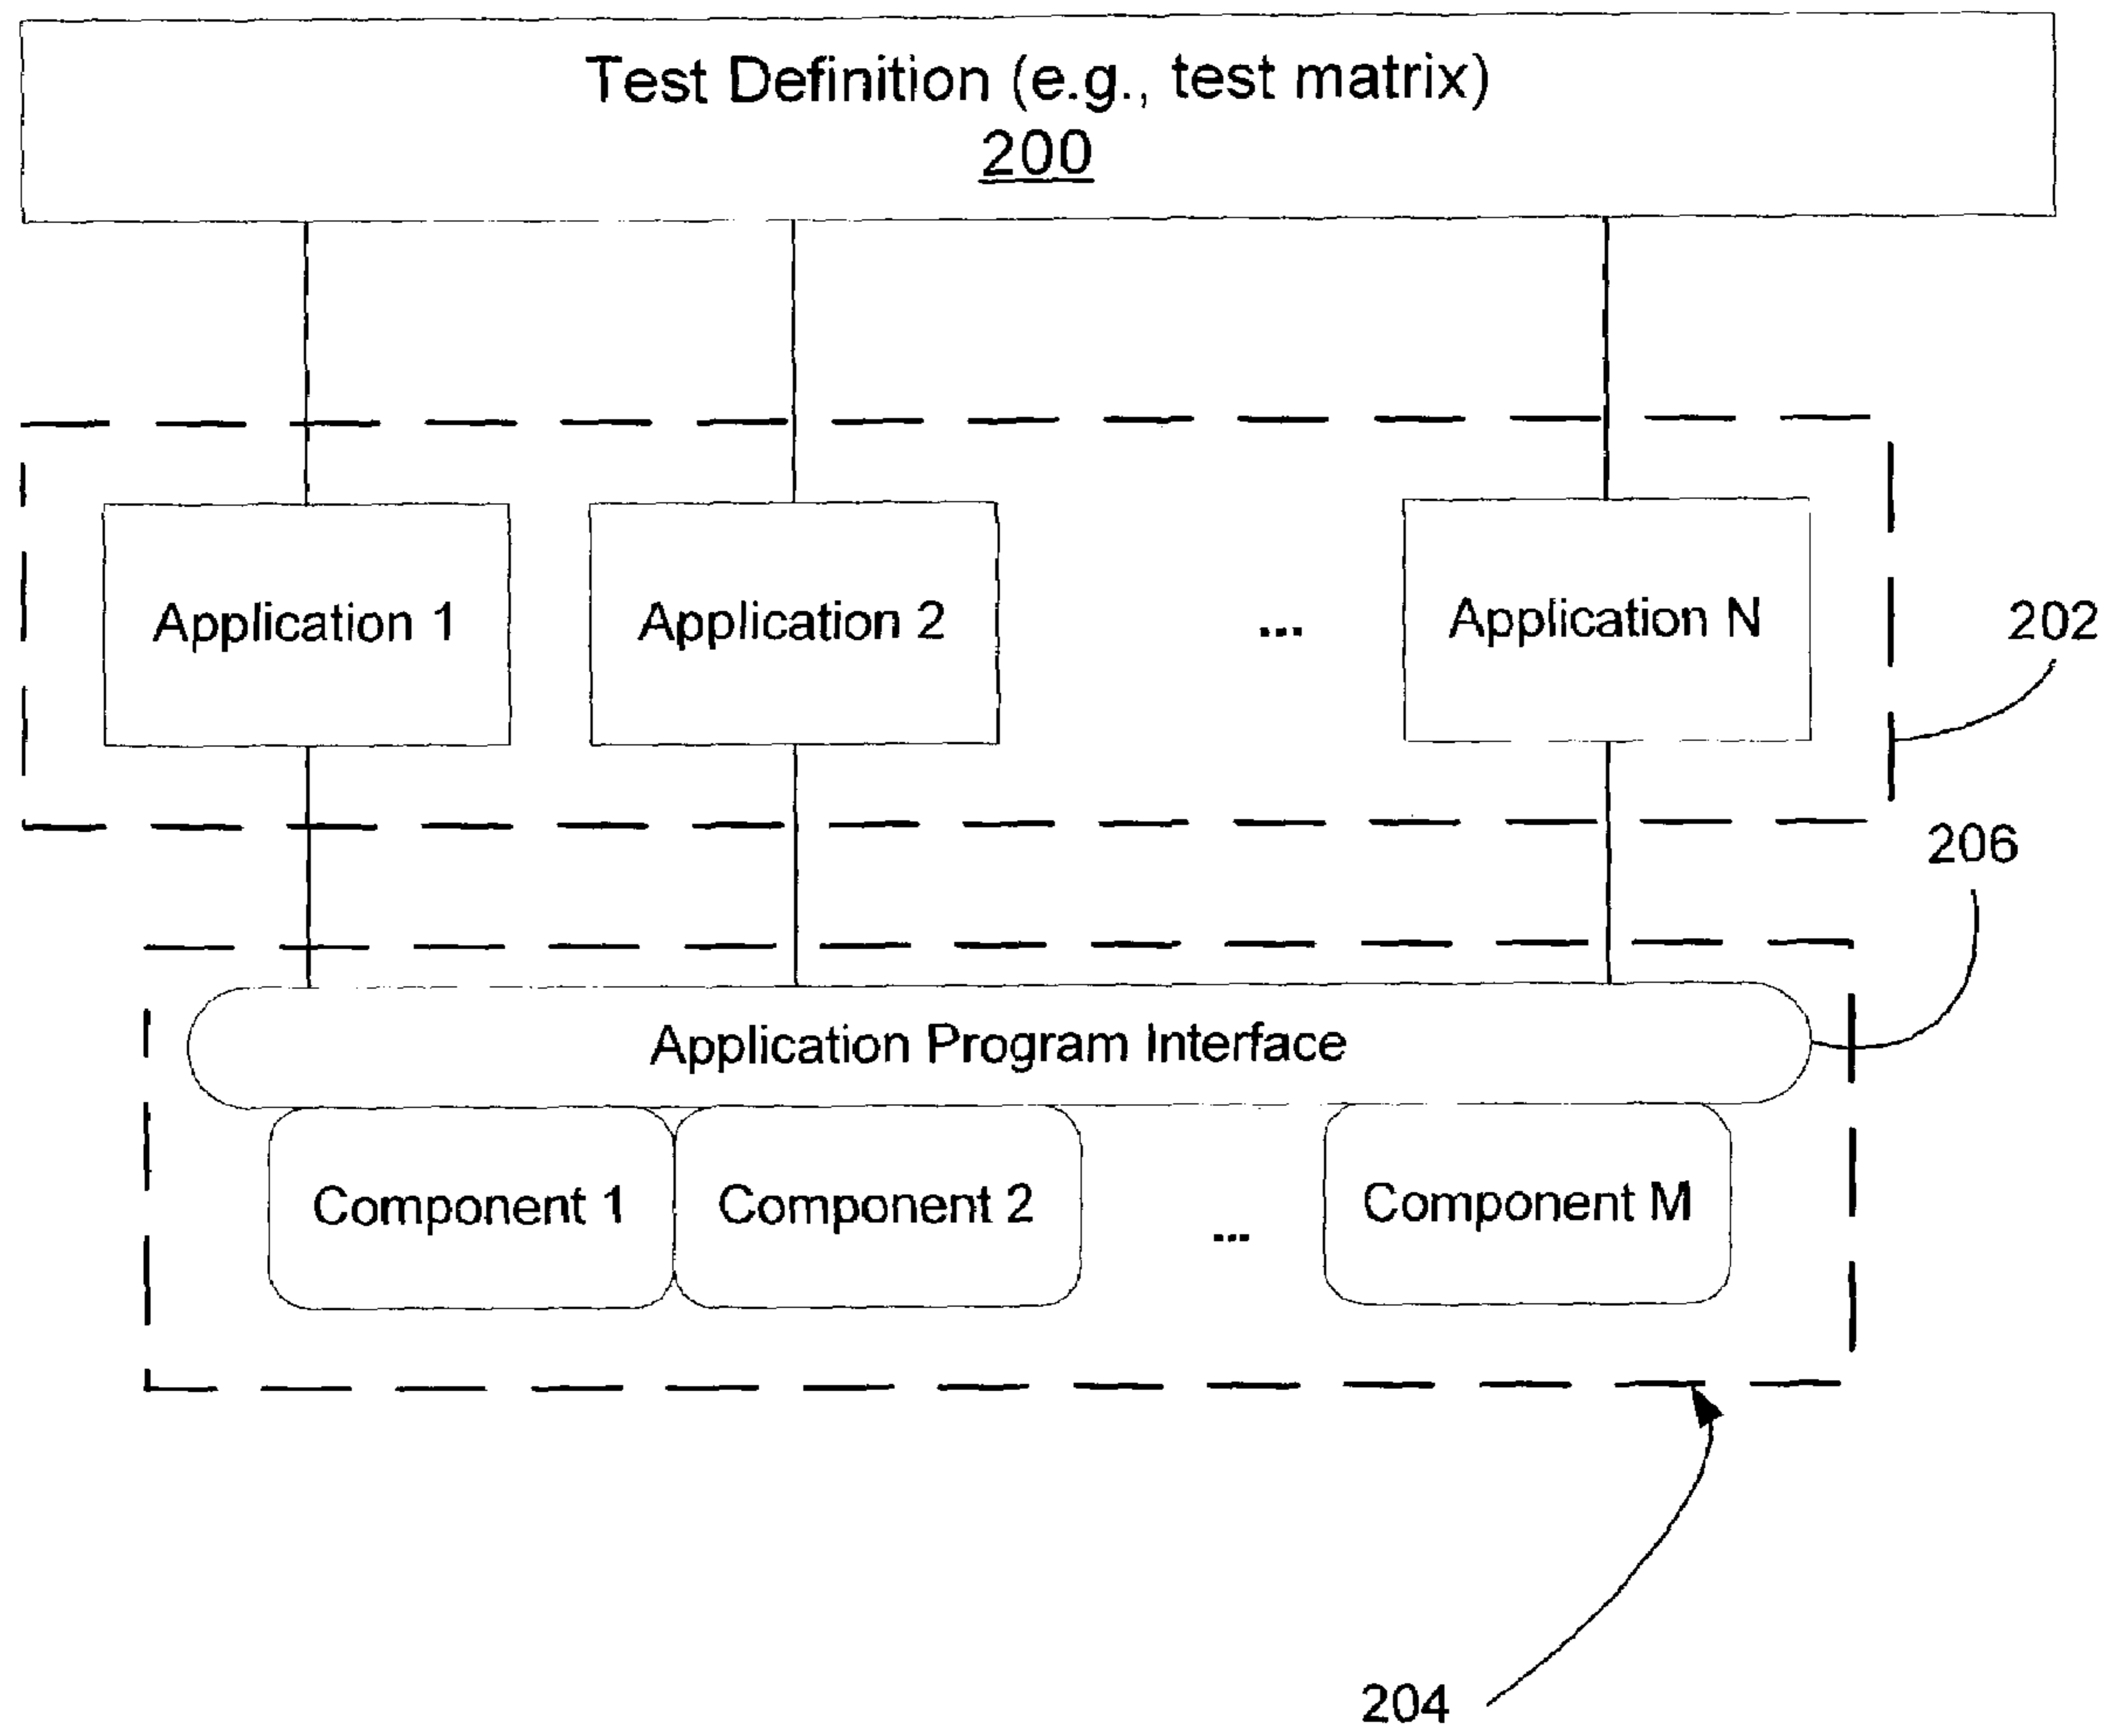 Test Definition (e.g., test matrix)
200
Application 1
Application 2
...
Application N
202
206
Application Program Interface
Component 1
Component 2
...
Component M
204